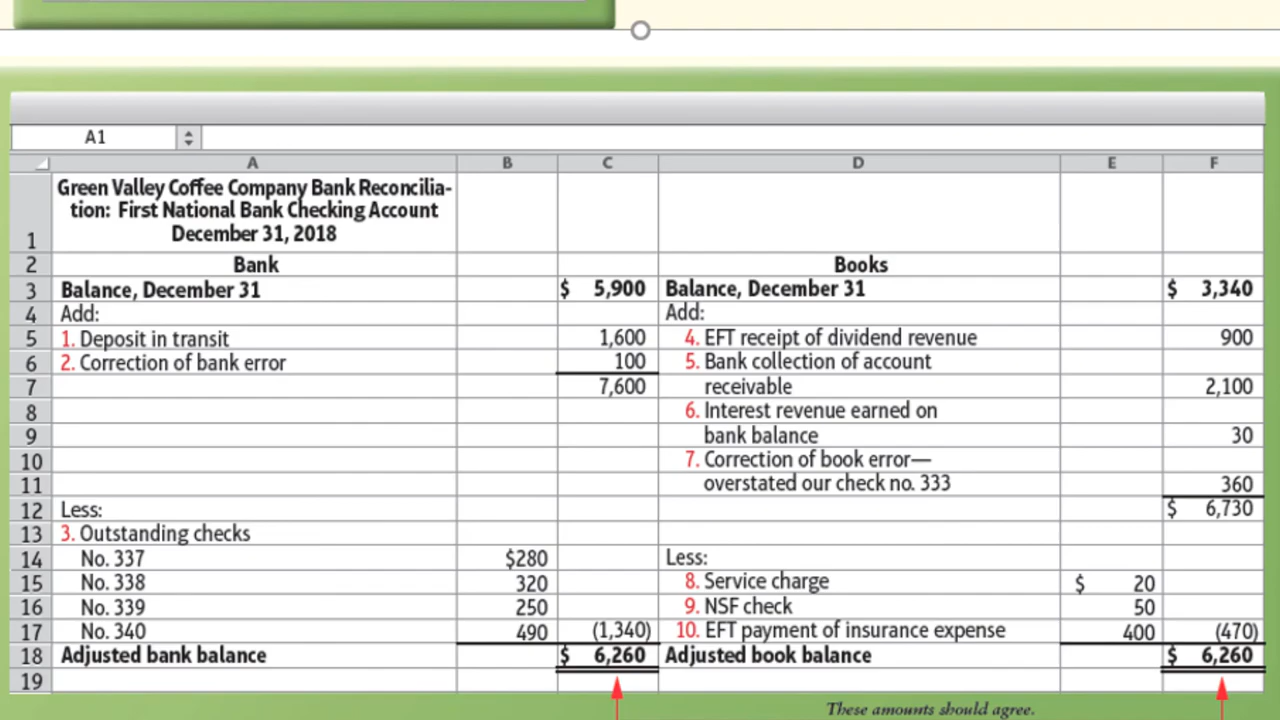 A1
A B C D E F
1 Green Valley Coffee Company Bank Reconcilia-
tion: First National Bank Checking Account
December 31, 2018
2 Bank Books
3 Balance, December 31 $ 5,900 Balance, December 31 $ 3,340
4 Add: Add:
5 1. Deposit in transit 1,600 4. EFT receipt of dividend revenue 900
6 2. Correction of bank error 100 5. Bank collection of account
7 7,600 receivable 2,100
8 6. Interest revenue earned on
9 bank balance 30
10 7. Correction of book error—
11 overstated our check no. 333 360
12 Less: $ 6,730
13 3. Outstanding checks
14 No. 337 $280 Less:
15 No. 338 320 8. Service charge $ 20
16 No. 339 250 9. NSF check 50
17 No. 340 490 (1,340) 10. EFT payment of insurance expense 400 (470)
18 Adjusted bank balance $ 6,260 Adjusted book balance $ 6,260
19
These amounts should agree.